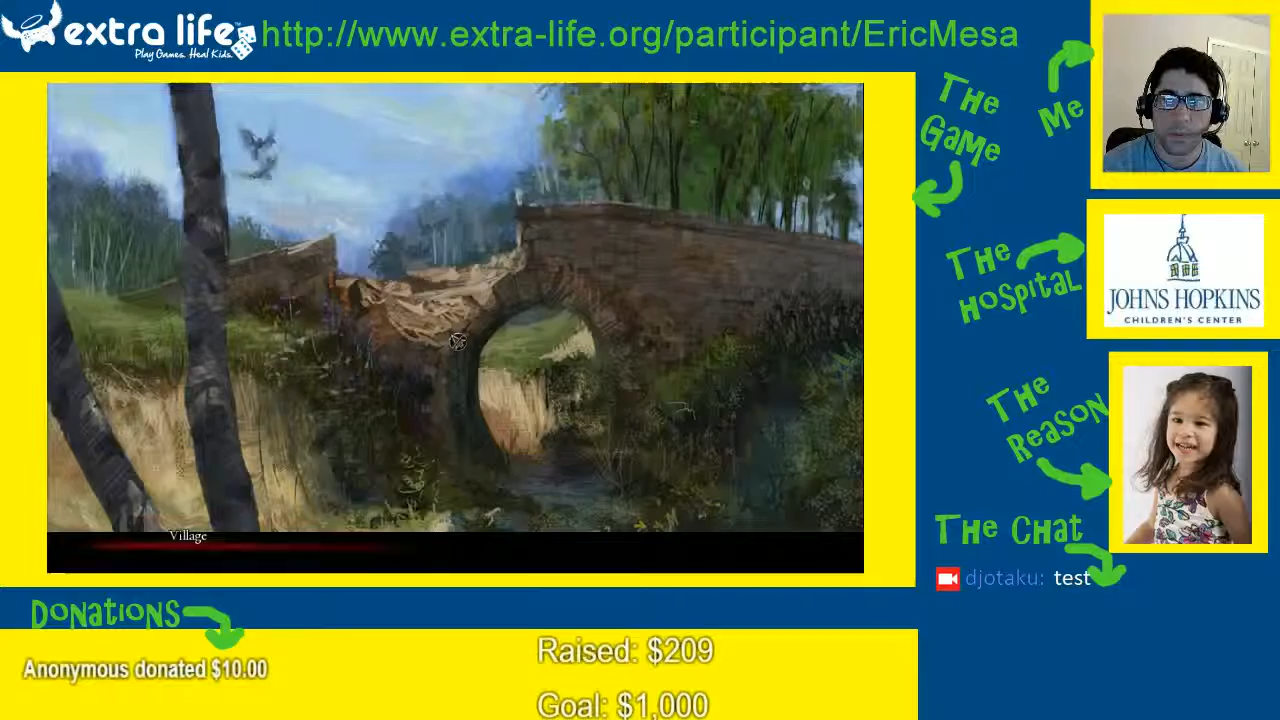 extra life
Play Games. Heal Kids.
http://www.extra-life.org/participant/EricMesa
The
Game
Me
The
Hospital
JOHNS HOPKINS
CHILDREN'S CENTER
The
Reason
The Chat
djotaku: test
Village
Donations
Anonymous donated $10.00
Raised: $209
Goal: $1,000